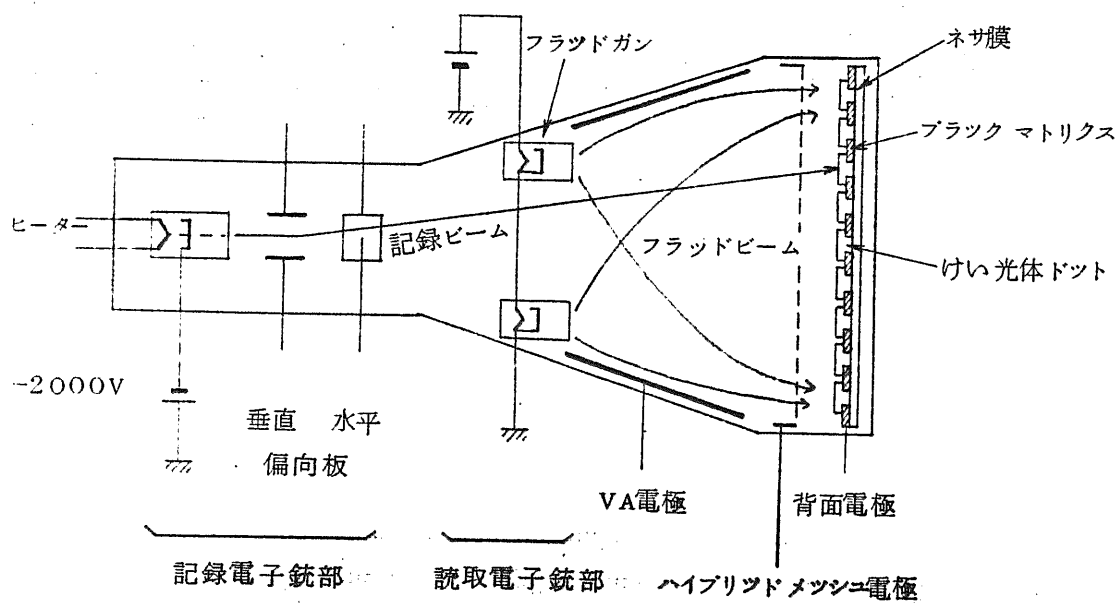 フラッドガン
ネサ膜
ブラック マトリクス
ヒーター
記録ビーム
フラッドビーム
けい光体ドット
-2000V
垂直 水平
偏向板
VA電極
背面電極
記録電子銃部
読取電子銃部
ハイブリッド メッシュ電極